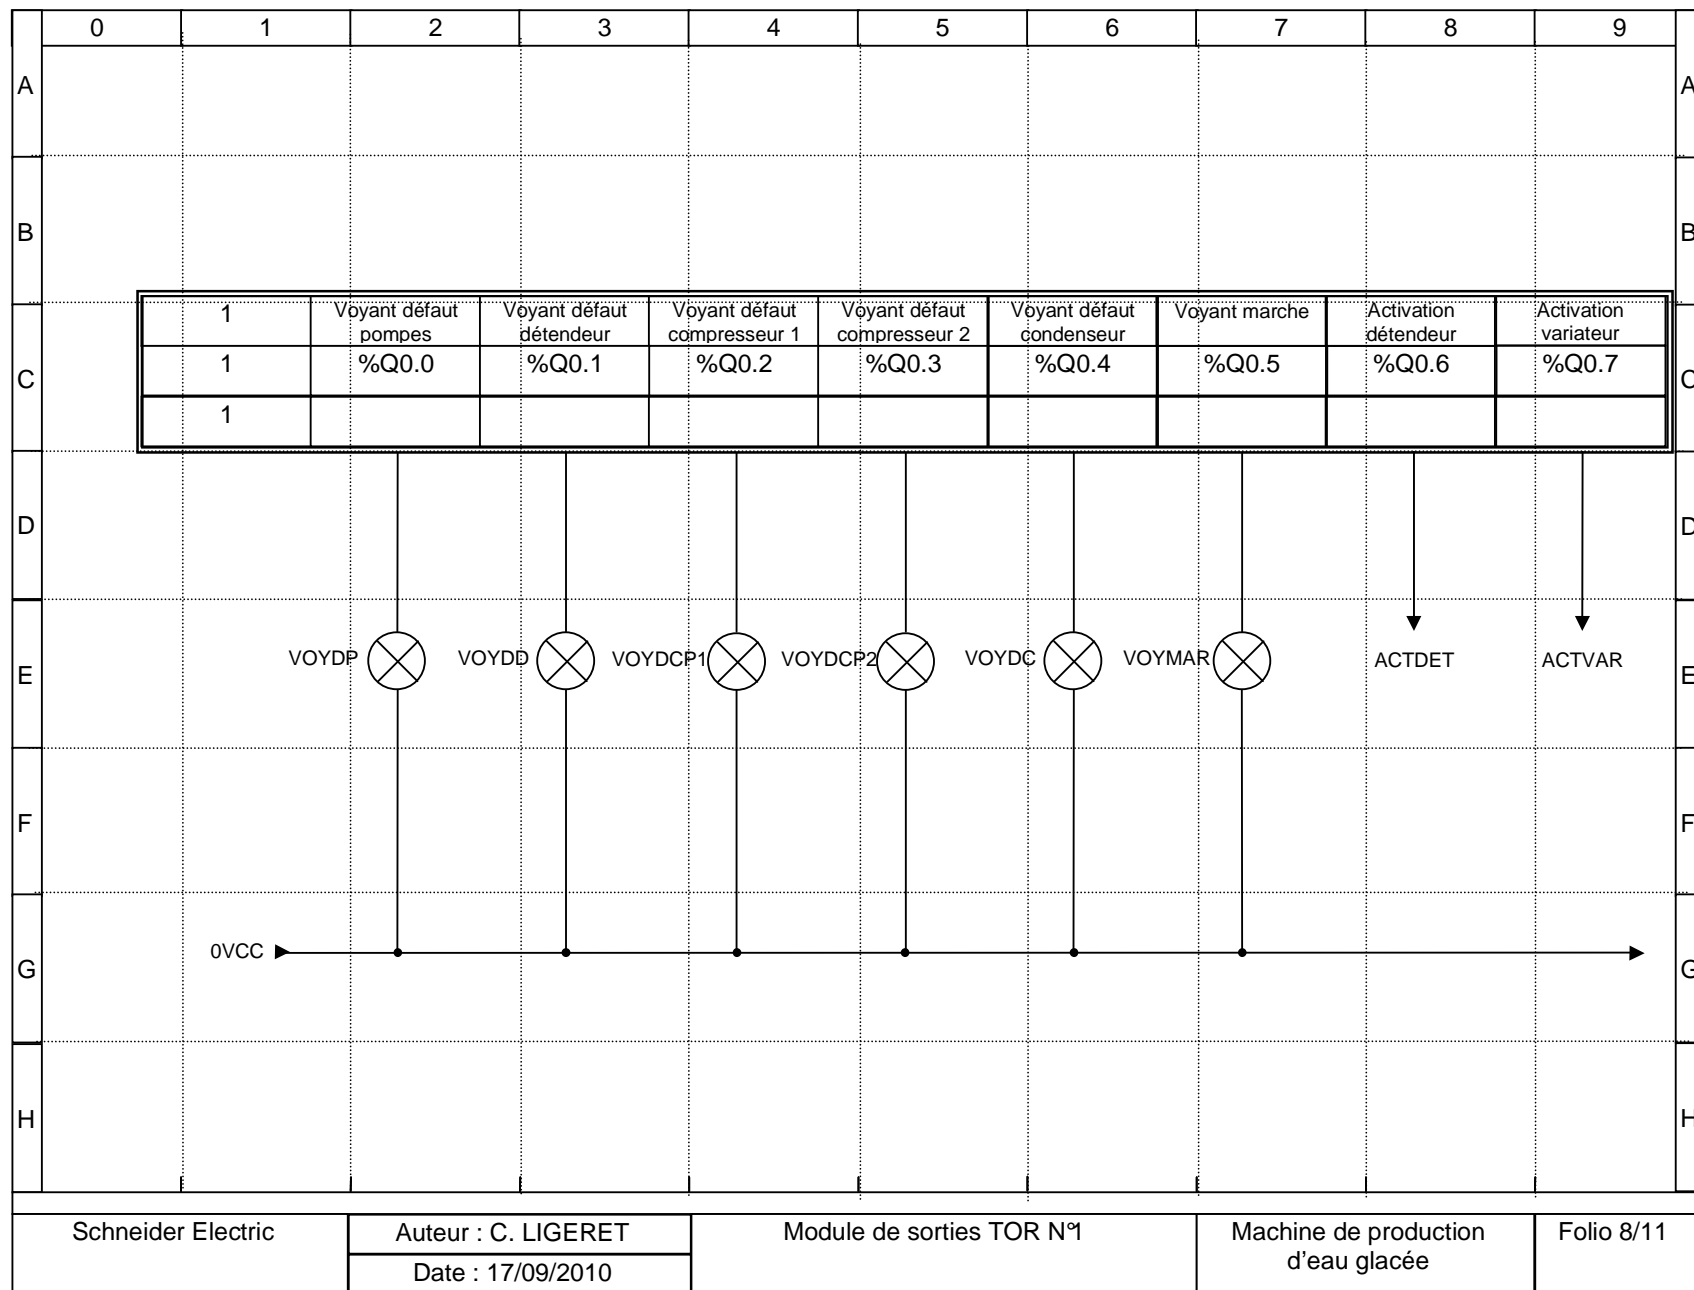 0 1 2 3 4 5 6 7 8 9
A A
B B
1 Voyant défaut pompes Voyant défaut détendeur Voyant défaut compresseur 1 Voyant défaut compresseur 2 Voyant défaut condenseur Voyant marche Activation détendeur Activation variateur
C 1 %Q0.0 %Q0.1 %Q0.2 %Q0.3 %Q0.4 %Q0.5 %Q0.6 %Q0.7 C
1
D D
E VOYDP VOYDD VOYDCP1 VOYDCP2 VOYDC VOYMAR ACTDET ACTVAR E
F F
0VCC
G G
H H
Schneider Electric
Auteur : C. LIGERET
Date : 17/09/2010
Module de sorties TOR N°1
Machine de production
d'eau glacée
Folio 8/11